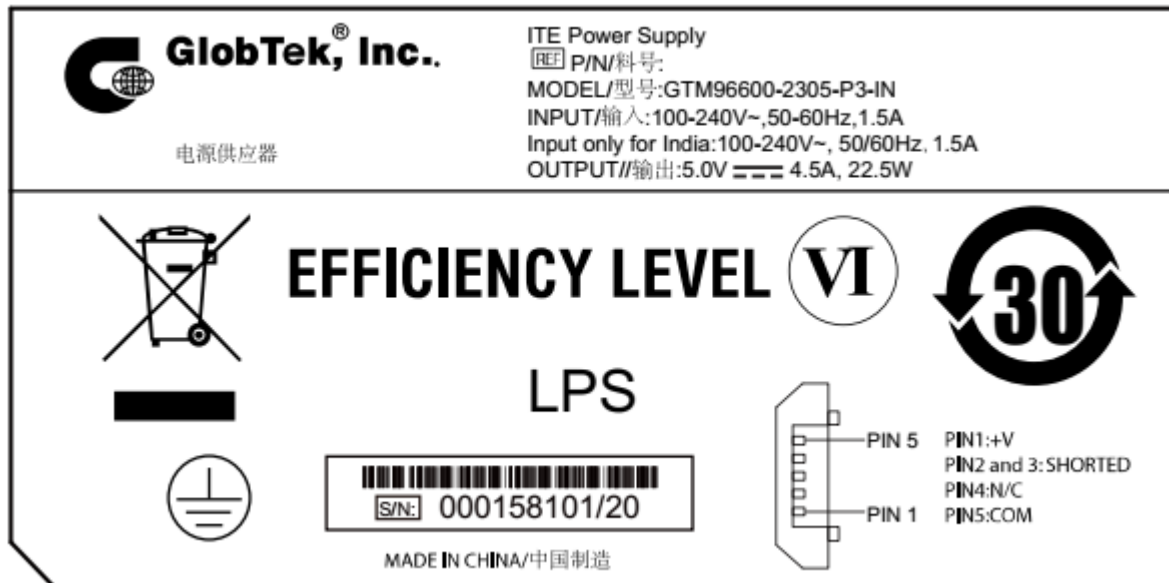 GlobTek,® Inc.
电源供应器
ITE Power Supply
REF P/N/料号:
MODEL/型号:GTM96600-2305-P3-IN
INPUT/输入:100-240V~,50-60Hz,1.5A
Input only for India:100-240V~, 50/60Hz, 1.5A
OUTPUT//输出:5.0V ⎓ 4.5A, 22.5W
EFFICIENCY LEVEL VI
30
LPS
PIN 5
PIN 1
PIN1:+V
PIN2 and 3: SHORTED
PIN4:N/C
PIN5:COM
S/N: 000158101/20
MADE IN CHINA/中国制造